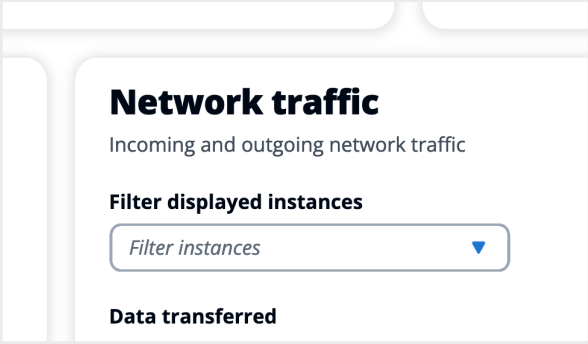 Network traffic
Incoming and outgoing network traffic
Filter displayed instances
Filter instances
Data transferred